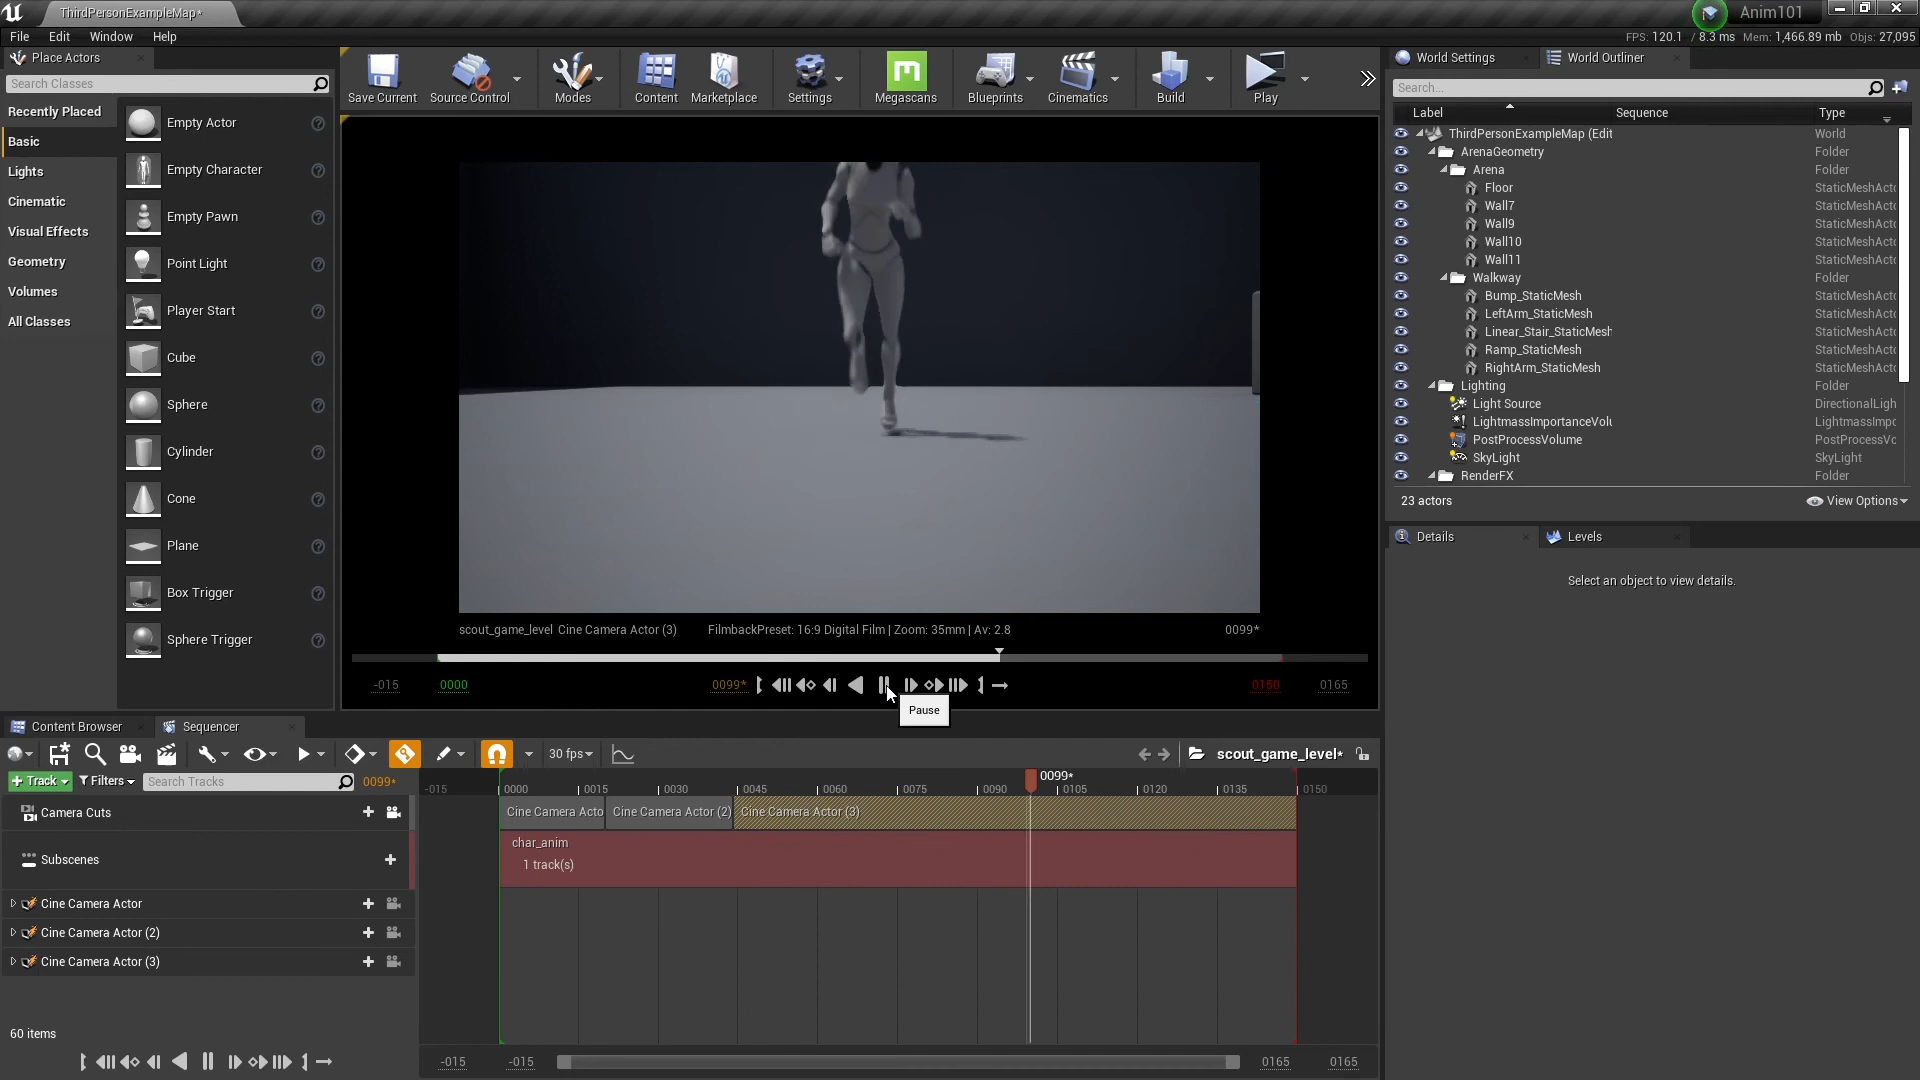 ThirdPersonExampleMap*
Anim101
File Edit Window Help
FPS: 120.1 / 8.3 ms Mem: 1,466.89 mb Objs: 27,095
Place Actors
Search Classes
Recently Placed
Basic
Lights
Cinematic
Visual Effects
Geometry
Volumes
All Classes
Empty Actor
Empty Character
Empty Pawn
Point Light
Player Start
Cube
Sphere
Cylinder
Cone
Plane
Box Trigger
Sphere Trigger
Save Current Source Control Modes Content Marketplace Settings Megascans Blueprints Cinematics Build Play
scout_game_level Cine Camera Actor (3) FilmbackPreset: 16:9 Digital Film | Zoom: 35mm | Av: 2.8 0099*
-015 0000 0099* 0150 0165
Pause
World Settings World Outliner
Search...
Label Sequence Type
ThirdPersonExampleMap (Edit World
ArenaGeometry Folder
Arena Folder
Floor StaticMeshActo
Wall7 StaticMeshActo
Wall9 StaticMeshActo
Wall10 StaticMeshActo
Wall11 StaticMeshActo
Walkway Folder
Bump_StaticMesh StaticMeshActo
LeftArm_StaticMesh StaticMeshActo
Linear_Stair_StaticMesh StaticMeshActo
Ramp_StaticMesh StaticMeshActo
RightArm_StaticMesh StaticMeshActo
Lighting Folder
Light Source DirectionalLigh
LightmassImportanceVolu LightmassImpo
PostProcessVolume PostProcessVo
SkyLight SkyLight
RenderFX Folder
23 actors View Options
Details Levels
Select an object to view details.
Content Browser Sequencer
30 fps scout_game_level*
+ Track Filters Search Tracks 0099*
-015 0000 0015 0030 0045 0060 0075 0090 0099* 0105 0120 0135 0150
Camera Cuts
Cine Camera Acto Cine Camera Actor (2) Cine Camera Actor (3)
Subscenes
char_anim
1 track(s)
Cine Camera Actor
Cine Camera Actor (2)
Cine Camera Actor (3)
60 items
-015 -015 0165 0165